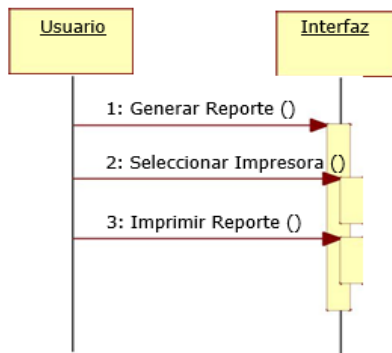 Usuario
Interfaz
1: Generar Reporte ()
2: Seleccionar Impresora ()
3: Imprimir Reporte ()